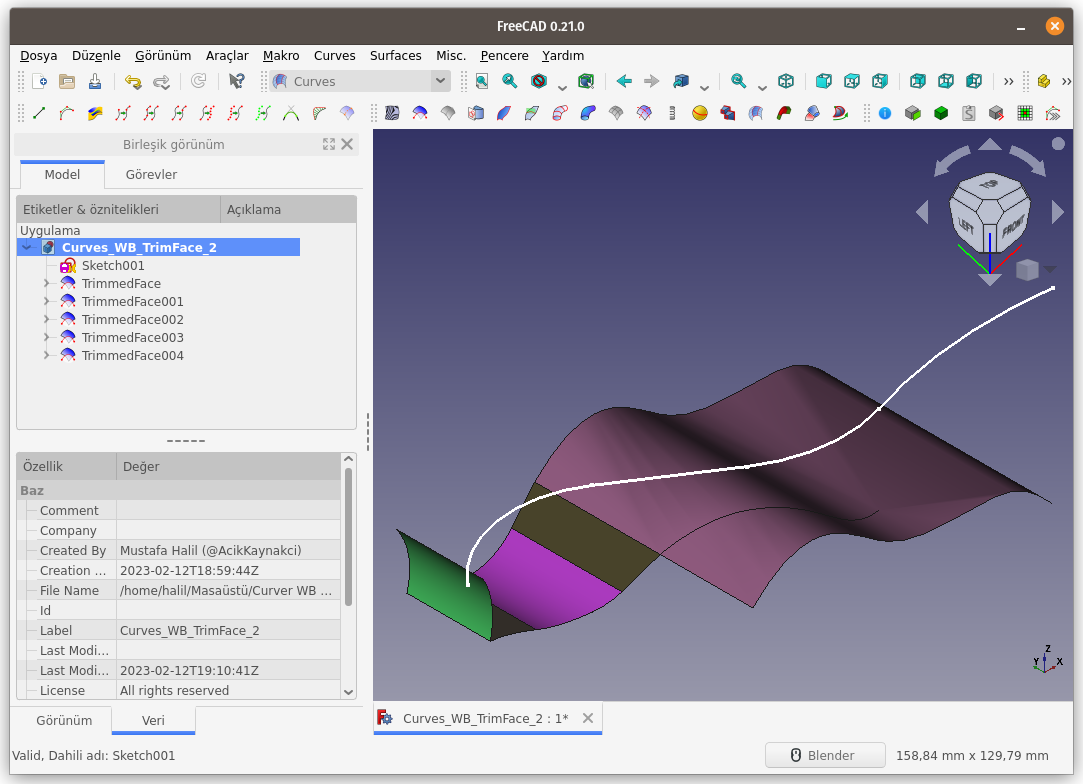 FreeCAD 0.21.0
Dosya Düzenle Görünüm Araçlar Makro Curves Surfaces Misc. Pencere Yardım
Curves
Birleşik görünüm
Model Görevler
Etiketler & öznitelikleri Açıklama
Uygulama
Curves_WB_TrimFace_2
Sketch001
TrimmedFace
TrimmedFace001
TrimmedFace002
TrimmedFace003
TrimmedFace004
Özellik Değer
Baz
Comment
Company
Created By Mustafa Halil (@AcikKaynakci)
Creation ... 2023-02-12T18:59:44Z
File Name /home/halil/Masaüstü/Curver WB ...
Id
Label Curves_WB_TrimFace_2
Last Modi...
Last Modi... 2023-02-12T19:10:41Z
License All rights reserved
Görünüm Veri
TOP
LEFT FRONT
Z
Y X
Curves_WB_TrimFace_2 : 1*
Valid, Dahili adı: Sketch001
Blender 158,84 mm x 129,79 mm